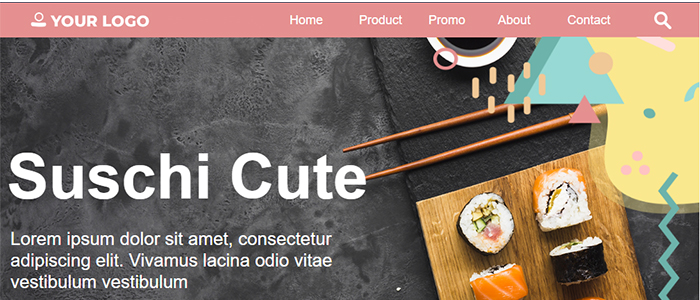 YOUR LOGO Home Product Promo About Contact
Suschi Cute
Lorem ipsum dolor sit amet, consectetur
adipiscing elit. Vivamus lacina odio vitae
vestibulum vestibulum